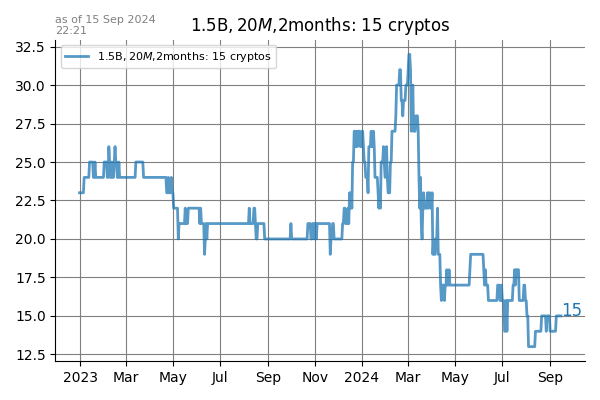 as of 15 Sep 2024
22:21
1.5B, 20M,2months: 15 cryptos
1.5B, 20M,2months: 15 cryptos
32.5
30.0
27.5
25.0
22.5
20.0
17.5
15.0
12.5
15
2023 Mar May Jul Sep Nov 2024 Mar May Jul Sep